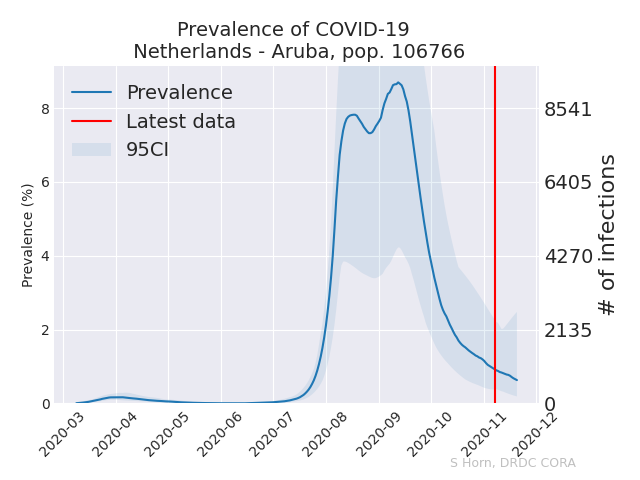 Prevalence of COVID-19
Netherlands - Aruba, pop. 106766
Prevalence
Latest data
95CI
Prevalence (%)
8
6
4
2
0
8541
6405
4270
2135
0
# of infections
2020-03
2020-04
2020-05
2020-06
2020-07
2020-08
2020-09
2020-10
2020-11
2020-12
S Horn, DRDC CORA